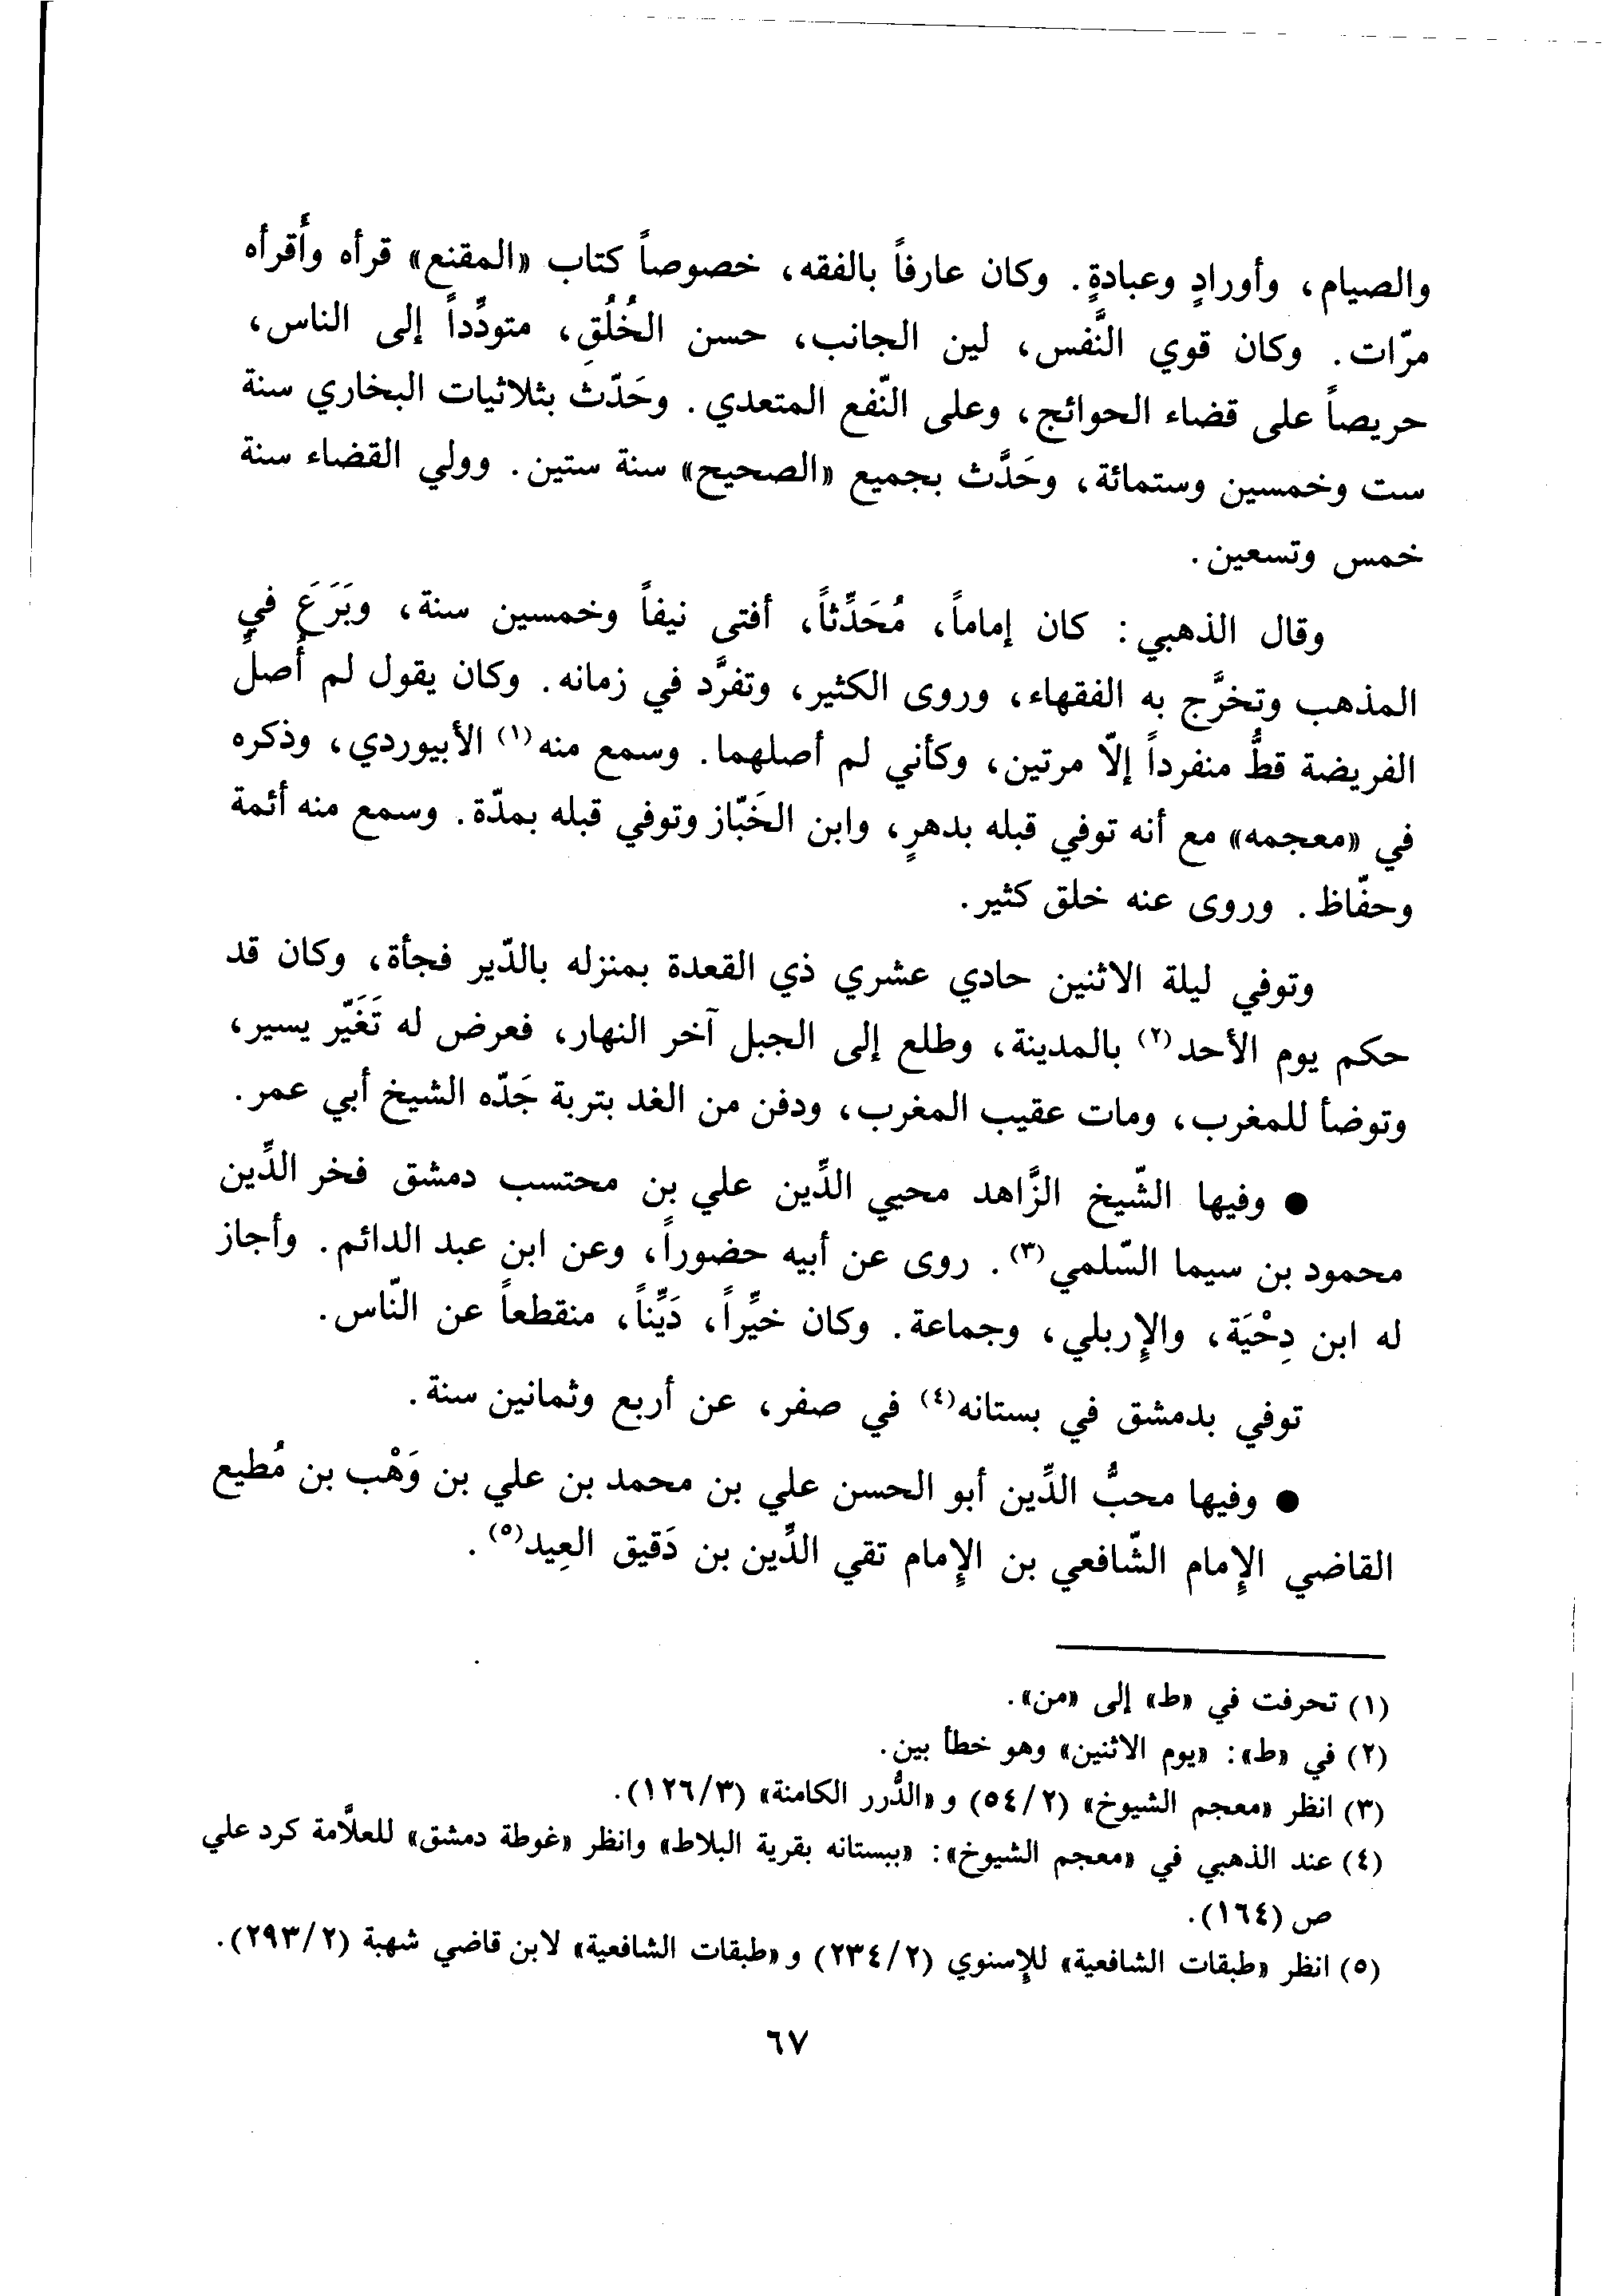 والصيام، وأورادٍ وعبادةٍ. وكان عارفاً بالفقه، خصوصاً كتاب «المقنع» قرأه وأَقرأه
مرّات. وكان قوي النَّفس، لين الجانب، حسن الخُلُقِ، متودِّداً إلى الناس،
حريصاً على قضاء الحوائج، وعلى النّفع المتعدي. وحَدّث بثلاثيات البخاري سنة
ست وخمسين وستمائة، وحَدَّث بجميع «الصحيح» سنة ستين. وولي القضاء سنة
خمس وتسعين.
وقال الذهبي: كان إماماً، مُحَدِّثاً، أفتى نيفاً وخمسين سنة، وبَرَعَ في
المذهب وتخرَّج به الفقهاء، وروى الكثير، وتفرَّد في زمانه. وكان يقول لم أُصلِّ
الفريضة قطُّ منفرداً إلّا مرتين، وكأني لم أصلهما. وسمع منه(١) الأبيوردي، وذكره
في «معجمه» مع أنه توفي قبله بدهرٍ، وابن الخَبّاز وتوفي قبله بمدّة. وسمع منه أئمة
وحفّاظ. وروى عنه خلق كثير.
وتوفي ليلة الاثنين حادي عشري ذي القعدة بمنزله بالدّير فجأة، وكان قد
حكم يوم الأحد(٢) بالمدينة، وطلع إلى الجبل آخر النهار، فعرض له تَغَيّر يسير،
وتوضأ للمغرب، ومات عقيب المغرب، ودفن من الغد بتربة جَدّه الشيخ أبي عمر.
● وفيها الشّيخ الزَّاهد محيي الدِّين علي بن محتسب دمشق فخر الدِّين
محمود بن سيما السّلمي(٣). روى عن أبيه حضوراً، وعن ابن عبد الدائم. وأجاز
له ابن دِحْيَة، والإربلي، وجماعة. وكان خيِّراً، دَيِّناً، منقطعاً عن النّاس.
توفي بدمشق في بستانه(٤) في صفر، عن أربع وثمانين سنة.
● وفيها محبُّ الدِّين أبو الحسن علي بن محمد بن علي بن وَهْب بن مُطيع
القاضي الإمام الشّافعي بن الإمام تقي الدِّين بن دَقيق العِيد(٥).
(١) تحرفت في «ط» إلى «من».
(٢) في «ط»: «يوم الاثنين» وهو خطأ بين.
(٣) انظر «معجم الشيوخ» (٥٤/٢) و«الدُّرر الكامنة» (١٢٦/٣).
(٤) عند الذهبي في «معجم الشيوخ»: «ببستانه بقرية البلاط» وانظر «غوطة دمشق» للعلاَّمة كرد علي
ص (١٦٤).
(٥) انظر «طبقات الشافعية» للإسنوي (٢٣٤/٢) و«طبقات الشافعية» لابن قاضي شهبة (٢٩٣/٢).
٦٧